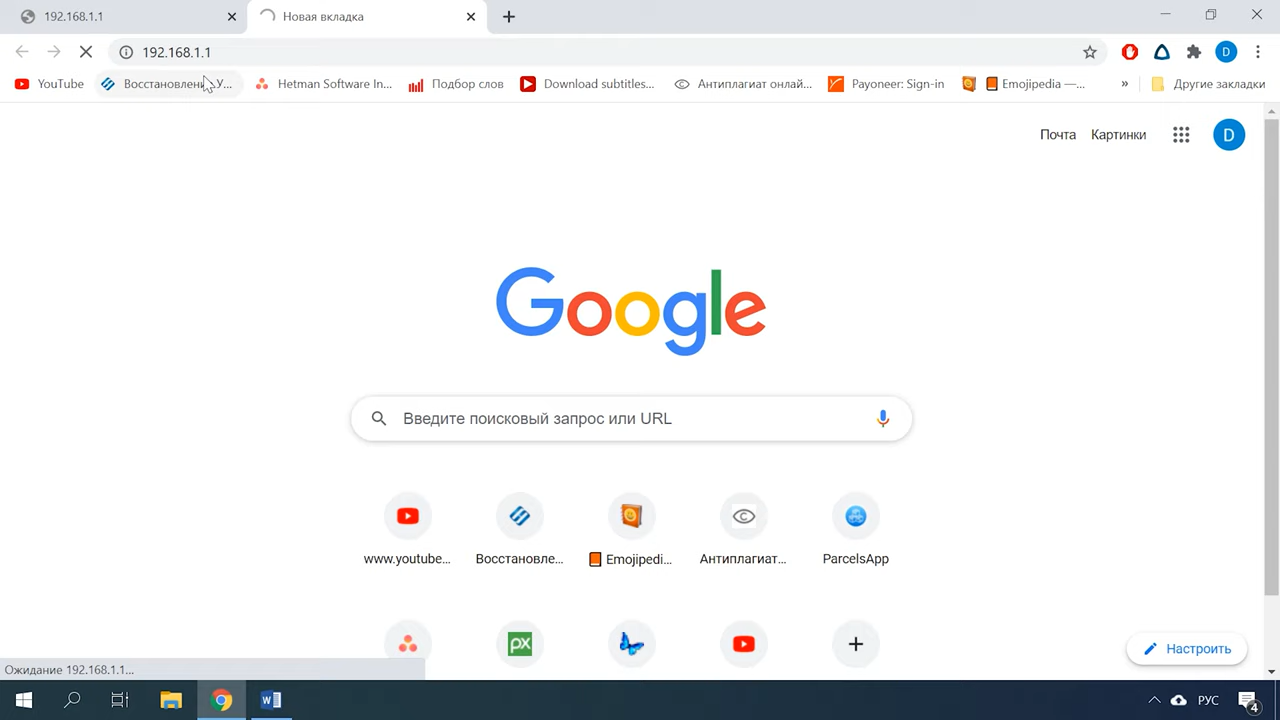 192.168.1.1
Новая вкладка
192.168.1.1
YouTube
Hetman Software In...
Подбор слов
Download subtitles...
Антиплагиат онлай...
Payoneer: Sign-in
Emojipedia —...
»
Другие закладки
Почта
Картинки
D
Google
Введите поисковый запрос или URL
www.youtube...
Восстановле...
Emojipedi...
Антиплагиат...
ParcelsApp
px
Настроить
Ожидание 192.168.1.1...
РУС
4